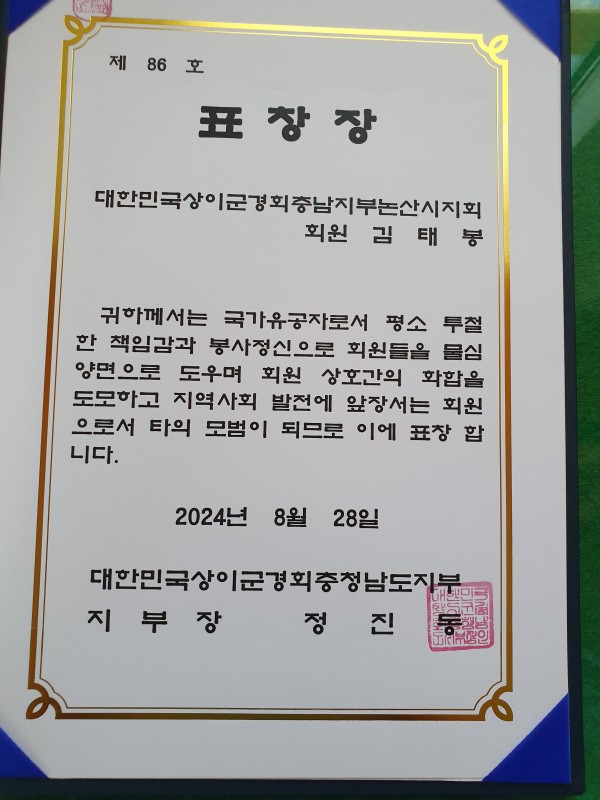 제 86 호
표 창 장
대한민국상이군경회충남지부논산시지회
회원 김 태 봉
귀하께서는 국가유공자로서 평소 투철
한 책임감과 봉사정신으로 회원들을 물심
양면으로 도우며 회원 상호간의 화합을
도모하고 지역사회 발전에 앞장서는 회원
으로서 타의 모범이 되므로 이에 표창 합
니다.
2024년 8월 28일
대한민국상이군경회충청남도지부
지 부 장 정 진 동